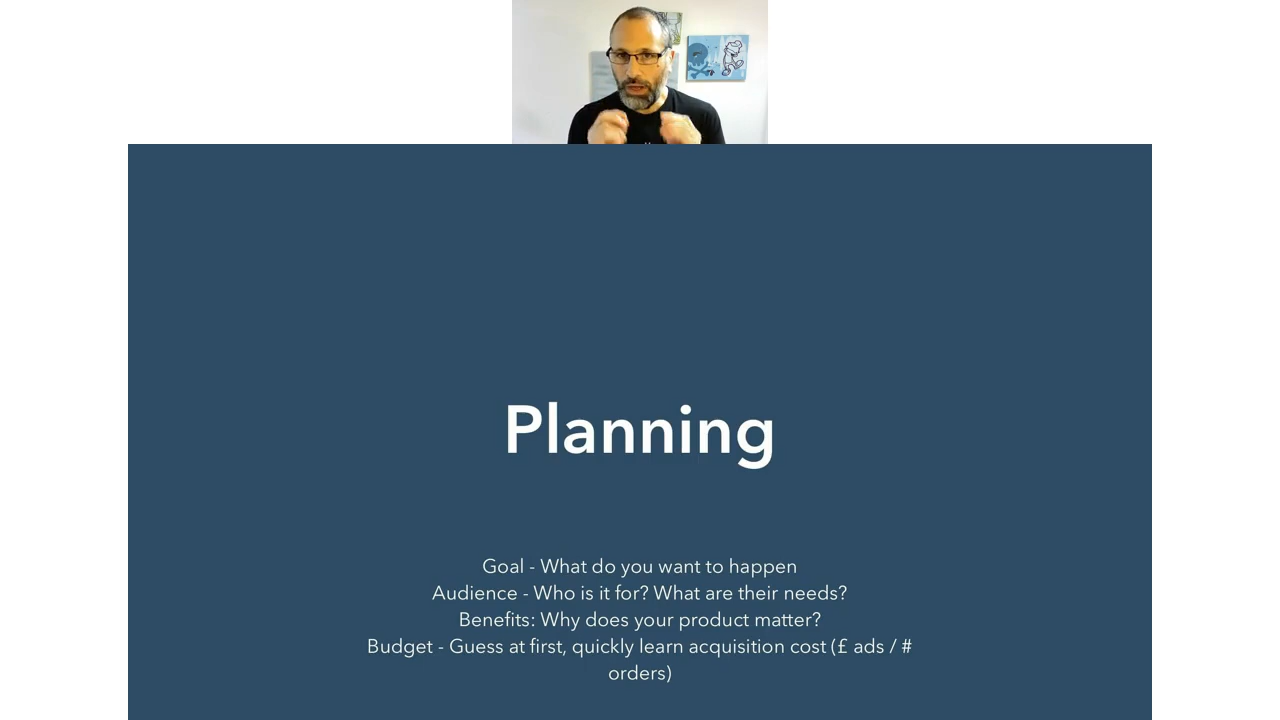 Planning
Goal - What do you want to happen
Audience - Who is it for? What are their needs?
Benefits: Why does your product matter?
Budget - Guess at first, quickly learn acquisition cost (£ ads / #
orders)